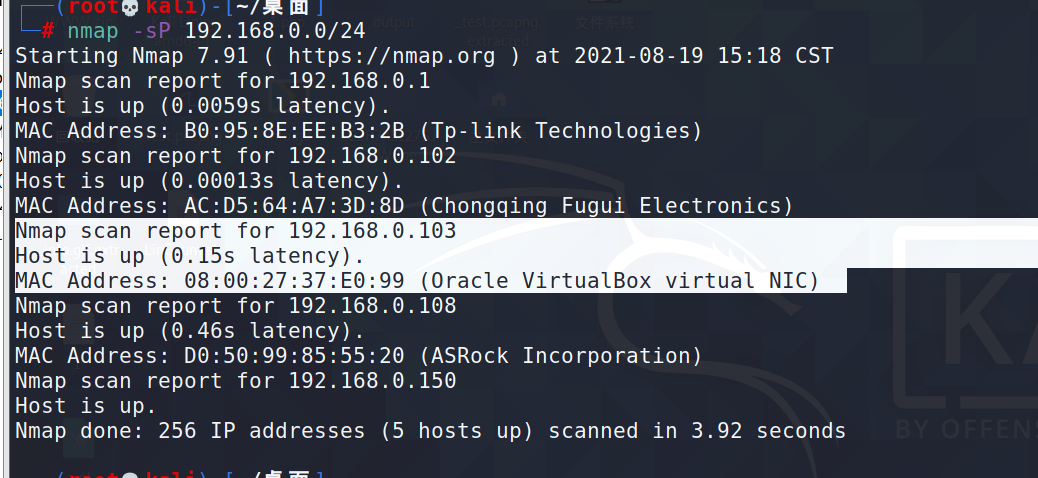 (root💀kali)-[~/桌面]
# nmap -sP 192.168.0.0/24
Starting Nmap 7.91 ( https://nmap.org ) at 2021-08-19 15:18 CST
Nmap scan report for 192.168.0.1
Host is up (0.0059s latency).
MAC Address: B0:95:8E:EE:B3:2B (Tp-link Technologies)
Nmap scan report for 192.168.0.102
Host is up (0.00013s latency).
MAC Address: AC:D5:64:A7:3D:8D (Chongqing Fugui Electronics)
Nmap scan report for 192.168.0.103
Host is up (0.15s latency).
MAC Address: 08:00:27:37:E0:99 (Oracle VirtualBox virtual NIC)
Nmap scan report for 192.168.0.108
Host is up (0.46s latency).
MAC Address: D0:50:99:85:55:20 (ASRock Incorporation)
Nmap scan report for 192.168.0.150
Host is up.
Nmap done: 256 IP addresses (5 hosts up) scanned in 3.92 seconds
(root💀kali)-[~/桌面]
output
test.pcapng
extracted
文件系统
KA
BY OFFENS